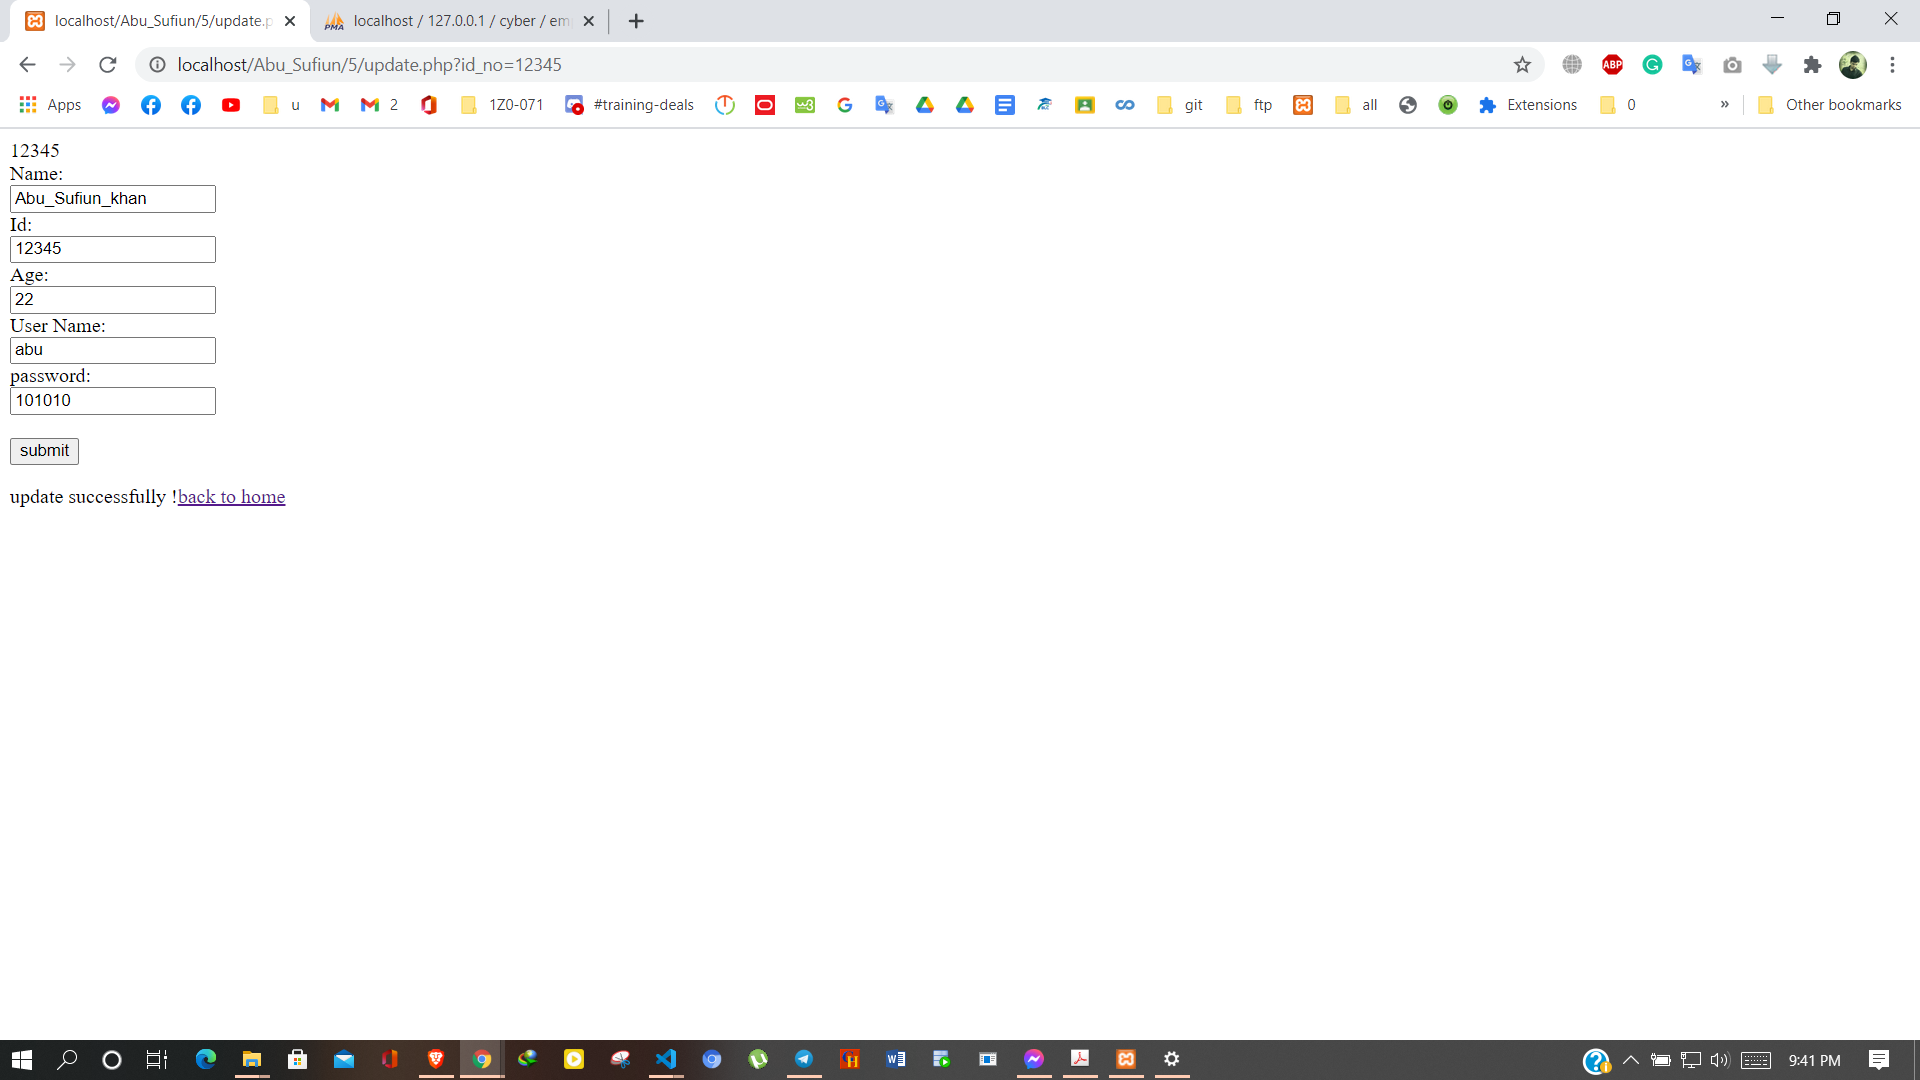 localhost/Abu_Sufiun/5/update.p
localhost / 127.0.0.1 / cyber / em
localhost/Abu_Sufiun/5/update.php?id_no=12345
Apps u 2 1Z0-071 #training-deals git ftp all Extensions 0 » Other bookmarks
12345
Name:
Abu_Sufiun_khan
Id:
12345
Age:
22
User Name:
abu
password:
101010
submit
update successfully !back to home
9:41 PM